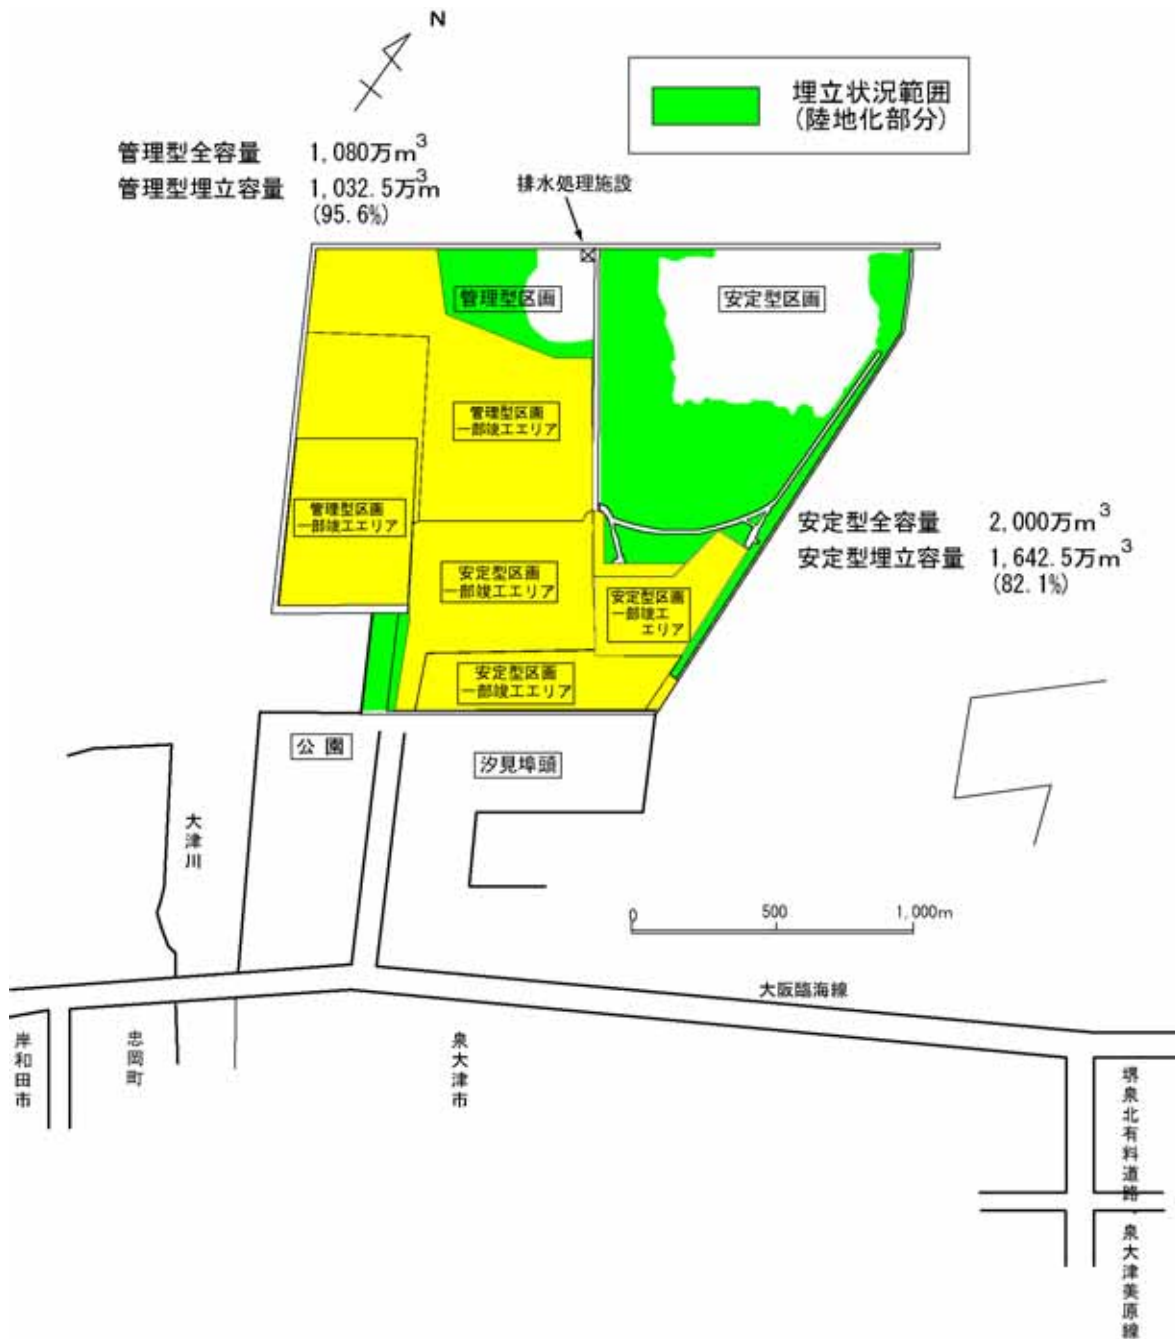 N
埋立状況範囲
(陸地化部分)
管理型全容量 1,080万m3
管理型埋立容量 1,032.5万m3
(95.6%)
排水処理施設
管理型区画
安定型区画
管理型区画
一部竣工エリア
管理型区画
一部竣工エリア
安定型全容量 2,000万m3
安定型埋立容量 1,642.5万m3
(82.1%)
安定型区画
一部竣工エリア
安定型区画
一部竣工
エリア
安定型区画
一部竣工エリア
公園
汐見埠頭
大津川
0 500 1,000m
大阪臨海線
岸和田市
忠岡町
泉大津市
堺泉北有料道路・泉大津美原線